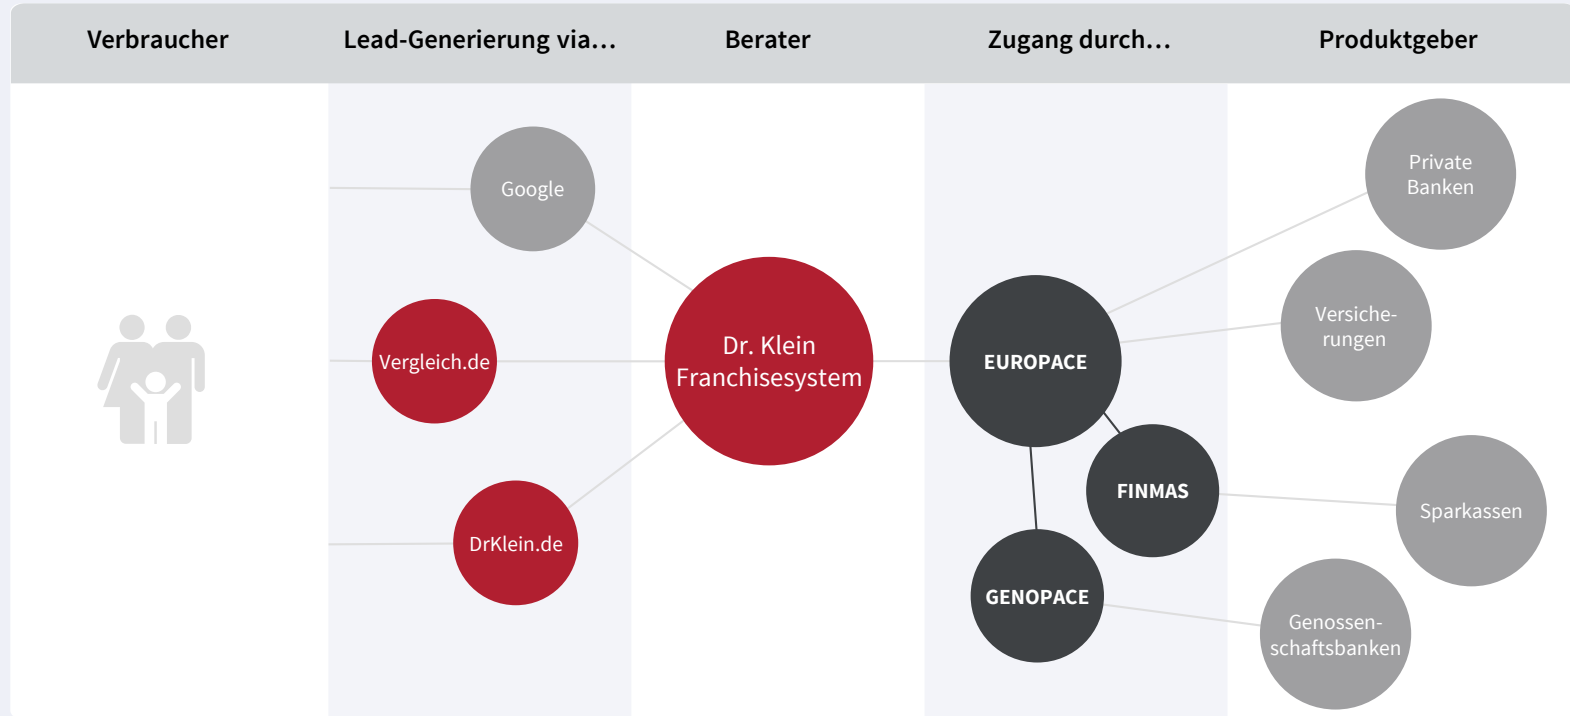 Verbraucher
Lead-Generierung via…
Berater
Zugang durch…
Produktgeber
Google
Vergleich.de
DrKlein.de
Dr. Klein
Franchisesystem
EUROPACE
FINMAS
GENOPACE
Private
Banken
Versiche-
rungen
Sparkassen
Genossen-
schaftsbanken